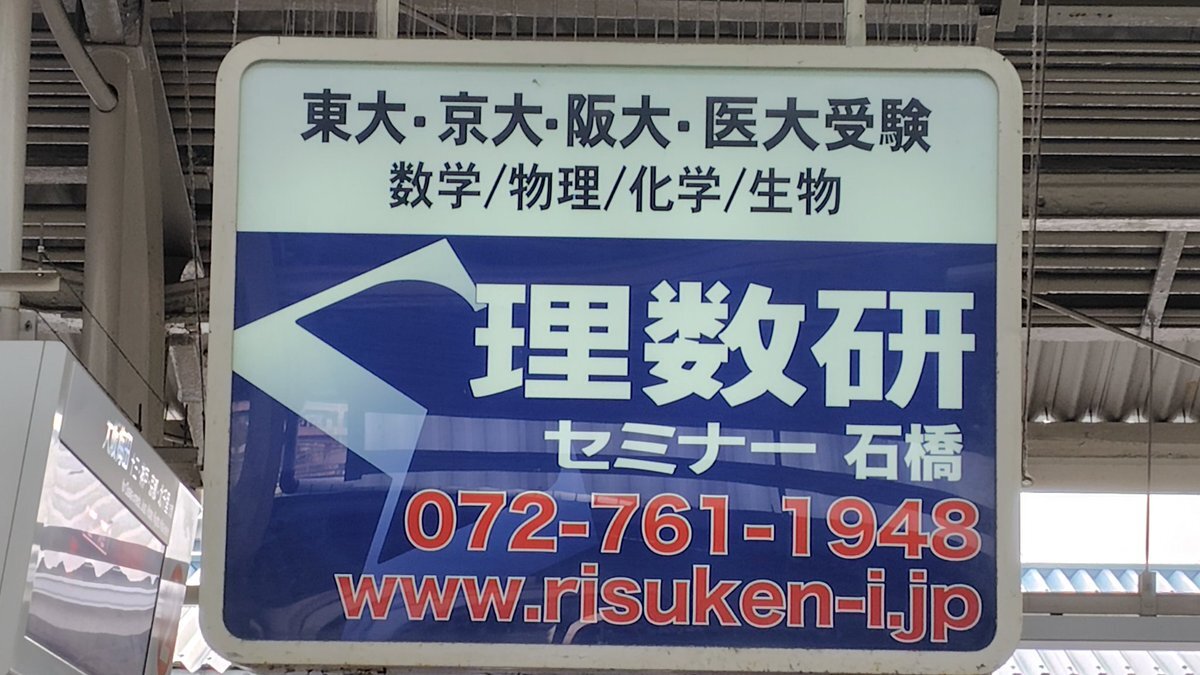 東大・京大・阪大・医大受験
数学/物理/化学/生物
理数研
セミナー 石橋
072-761-1948
www.risuken-i.jp